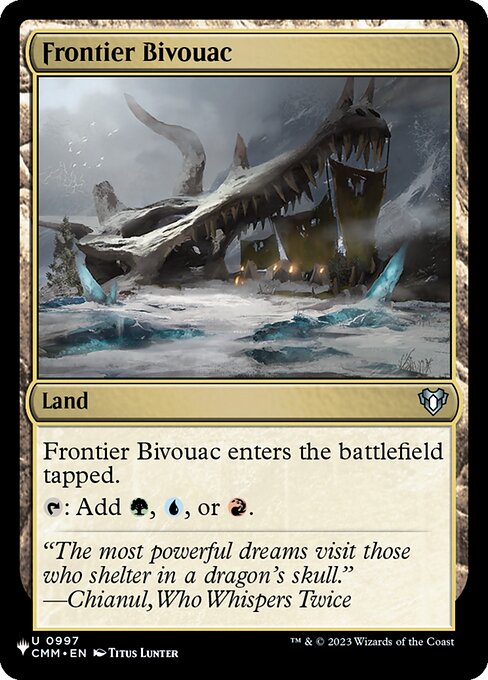 Frontier Bivouac
Land
Frontier Bivouac enters the battlefield
tapped.
: Add , , or .
“The most powerful dreams visit those
who shelter in a dragon’s skull.”
—Chianul, Who Whispers Twice
U 0997
CMM • EN Titus Lunter
™ & © 2023 Wizards of the Coast